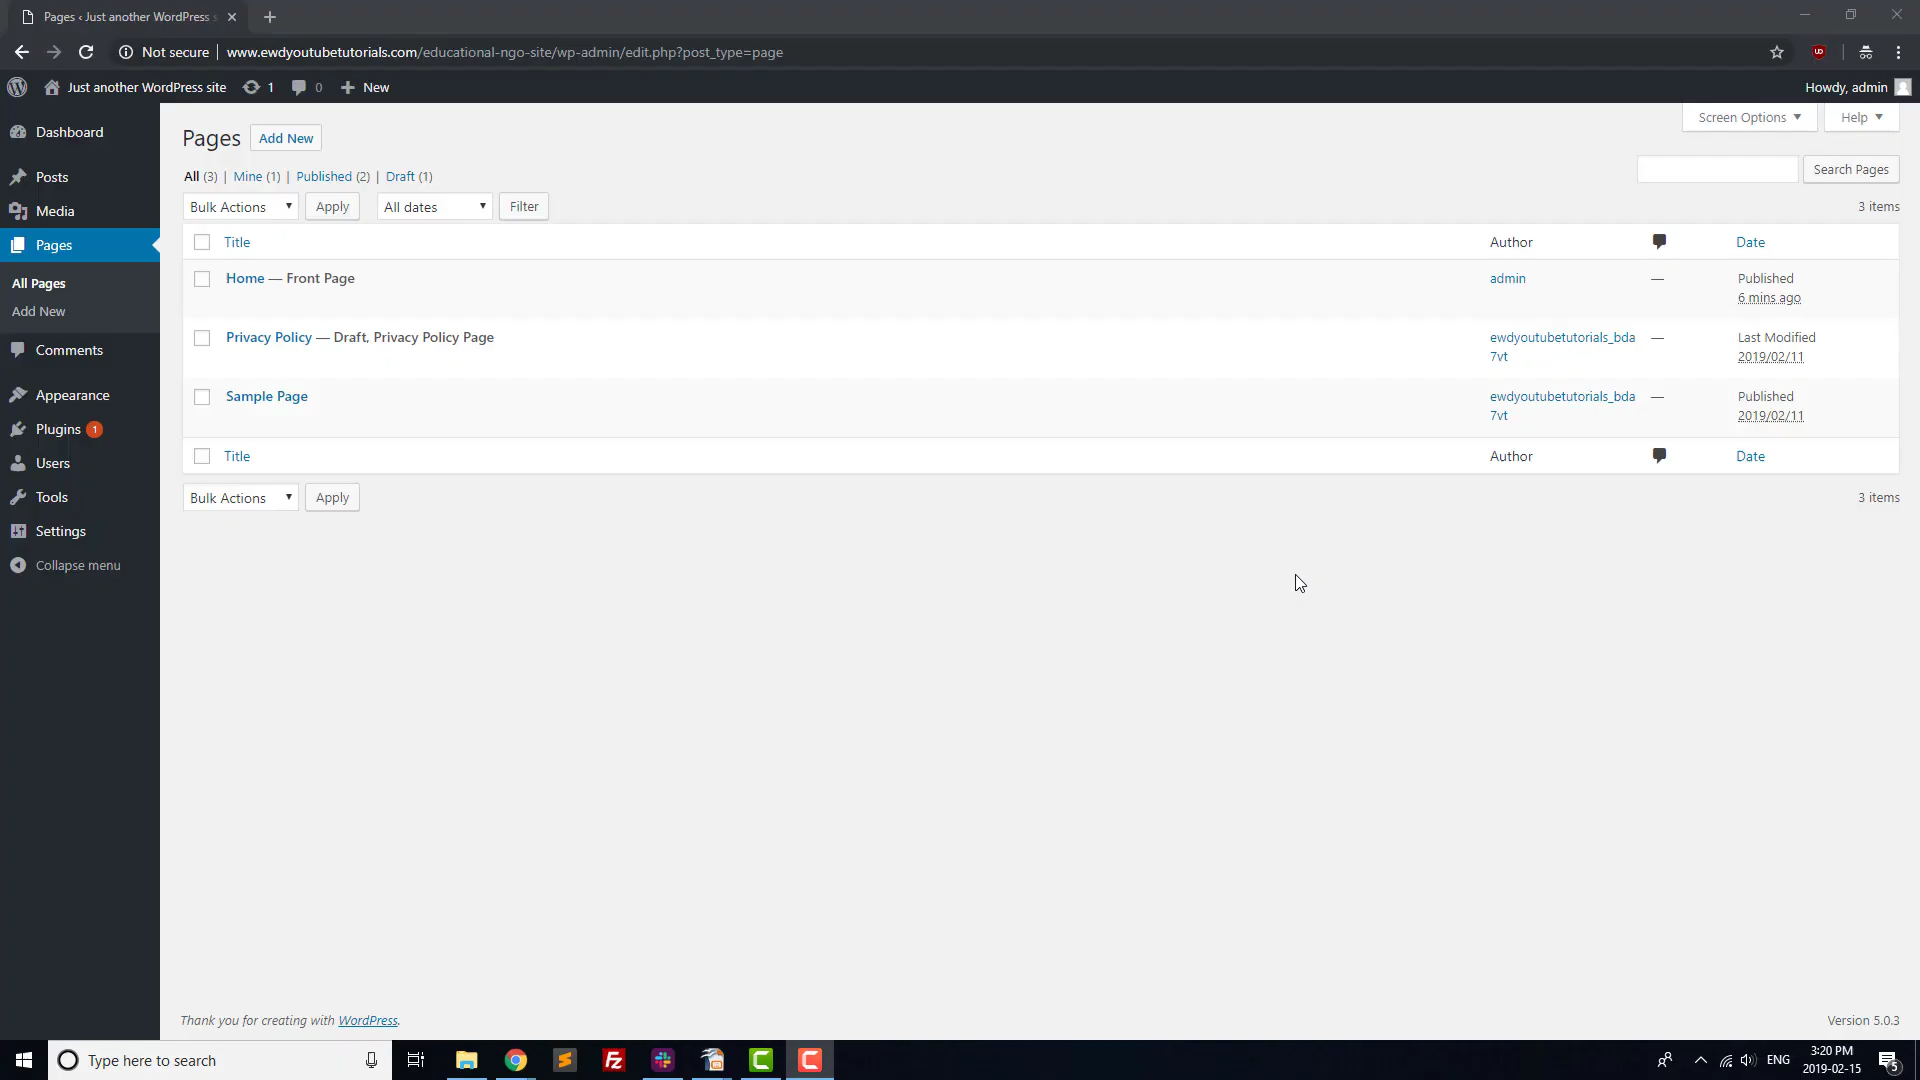 Pages ‹ Just another WordPress s
Not secure | www.ewdyoutubetutorials.com/educational-ngo-site/wp-admin/edit.php?post_type=page
Just another WordPress site 1 0 New Howdy, admin
Screen Options Help
Dashboard
Posts
Media
Pages
All Pages
Add New
Comments
Appearance
Plugins 1
Users
Tools
Settings
Collapse menu
Pages Add New
All (3) | Mine (1) | Published (2) | Draft (1)
Search Pages
Bulk Actions Apply All dates Filter 3 items
Title Author Date
Home — Front Page admin — Published
6 mins ago
Privacy Policy — Draft, Privacy Policy Page ewdyoutubetutorials_bda — Last Modified
7vt 2019/02/11
Sample Page ewdyoutubetutorials_bda — Published
7vt 2019/02/11
Title Author Date
Bulk Actions Apply 3 items
Thank you for creating with WordPress. Version 5.0.3
Type here to search ENG 3:20 PM
2019-02-15 5